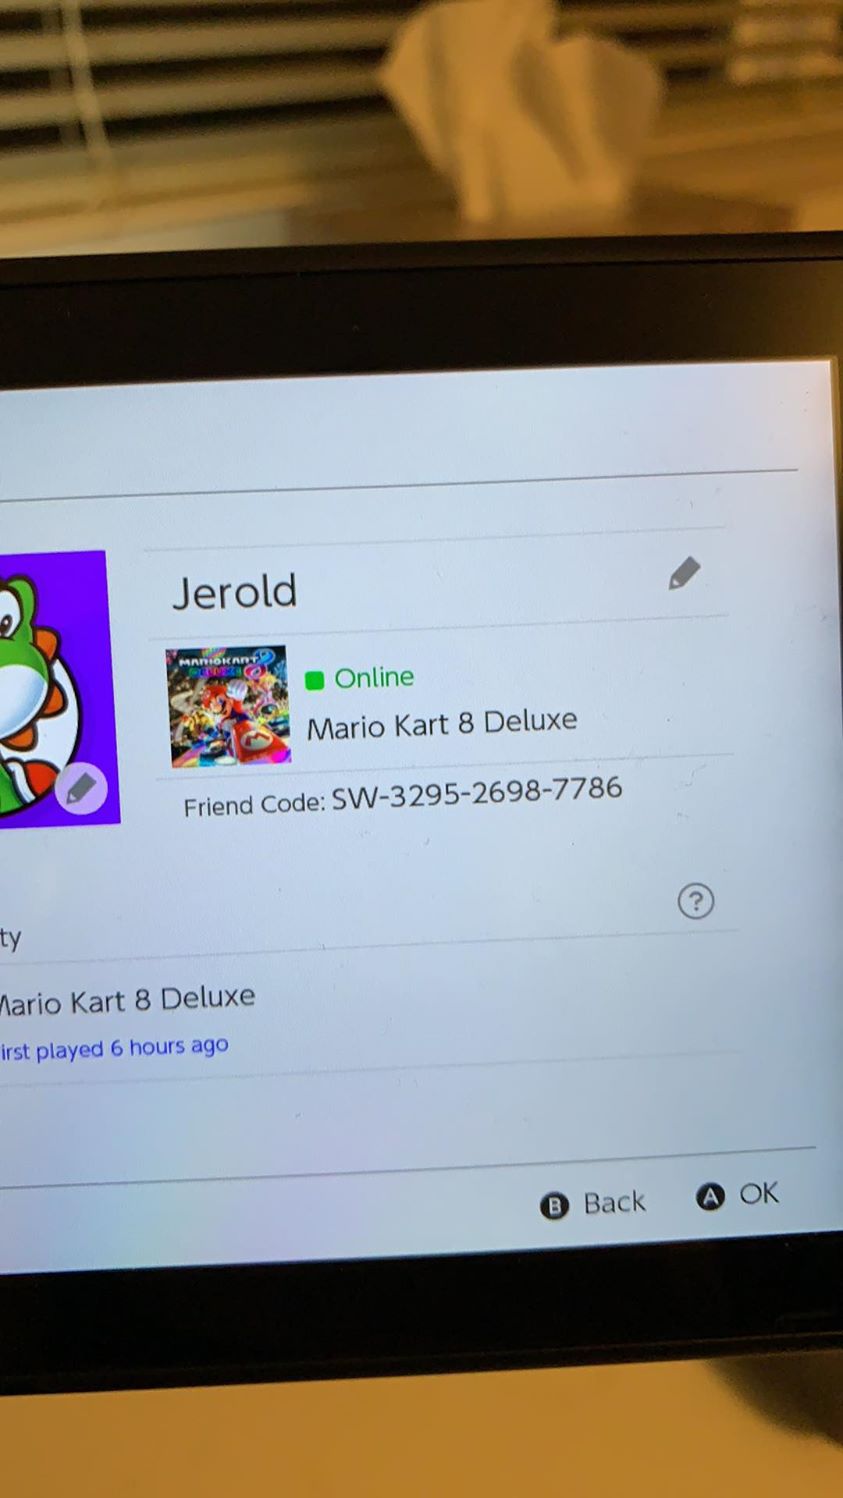 Jerold
MARIOKART 8
DELUXE
Online
Mario Kart 8 Deluxe
Friend Code: SW-3295-2698-7786
?
ty
Mario Kart 8 Deluxe
irst played 6 hours ago
B Back A OK